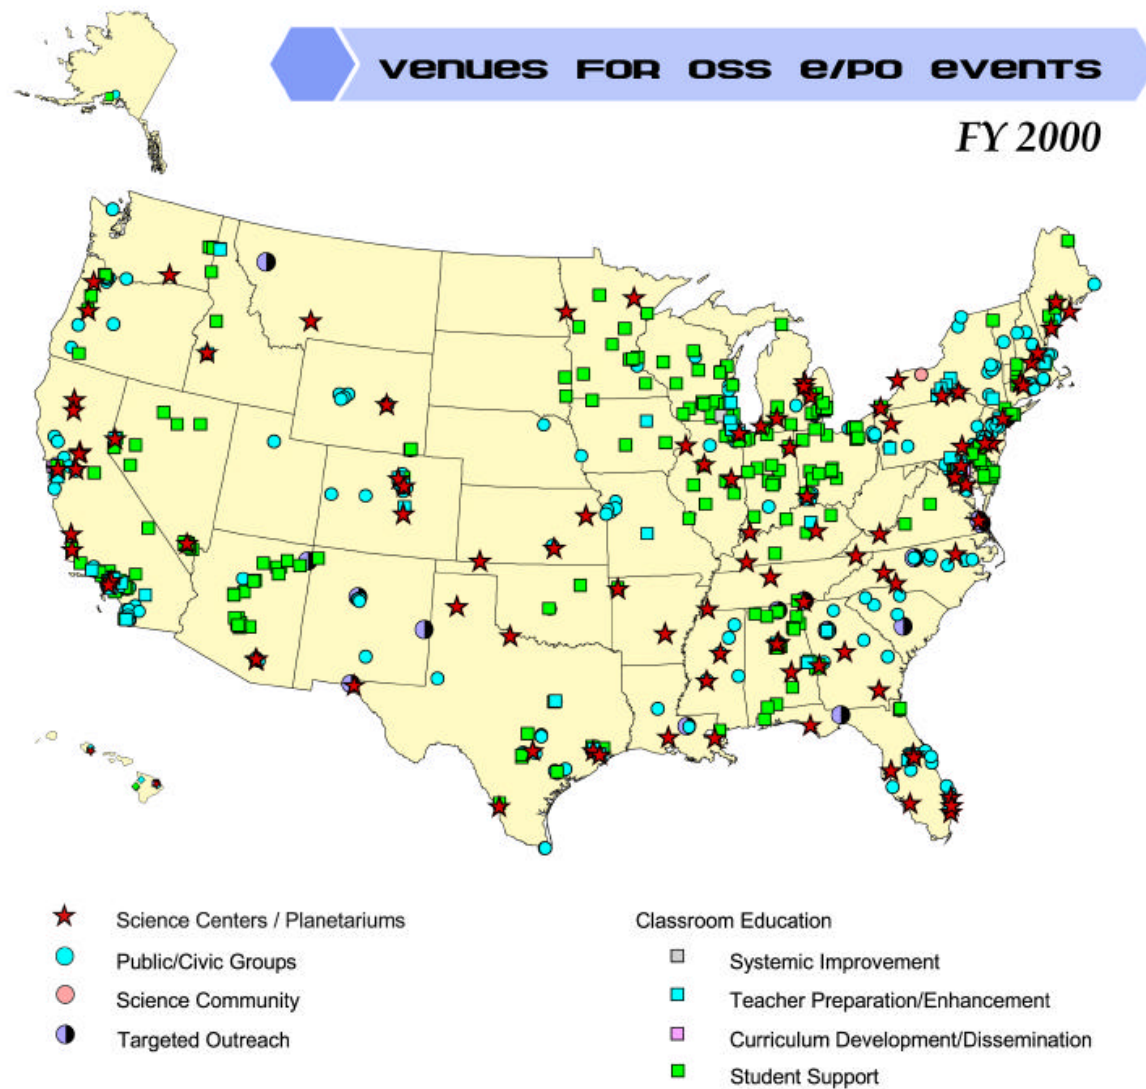 venues for oss e/po events
FY 2000
Science Centers / Planetariums
Public/Civic Groups
Science Community
Targeted Outreach
Classroom Education
Systemic Improvement
Teacher Preparation/Enhancement
Curriculum Development/Dissemination
Student Support